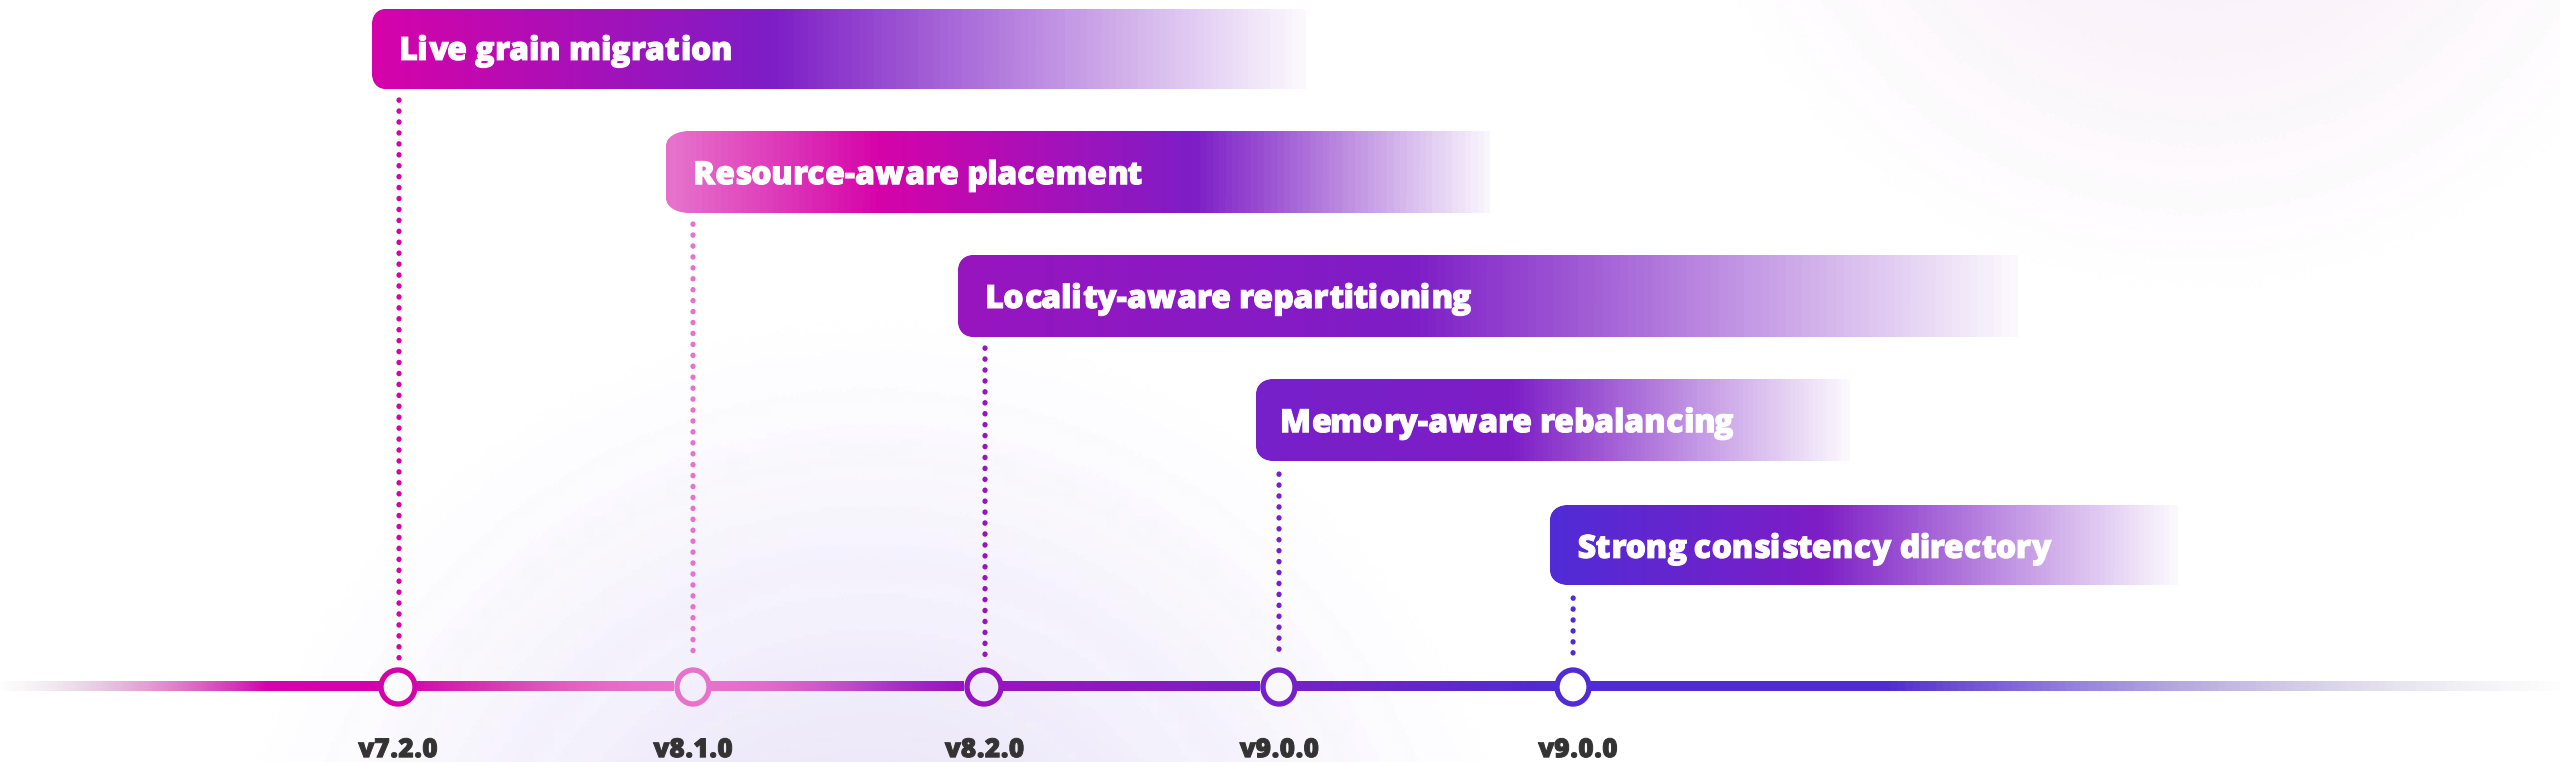 Live grain migration
Resource-aware placement
Locality-aware repartitioning
Memory-aware rebalancing
Strong consistency directory
v7.2.0
v8.1.0
v8.2.0
v9.0.0
v9.0.0